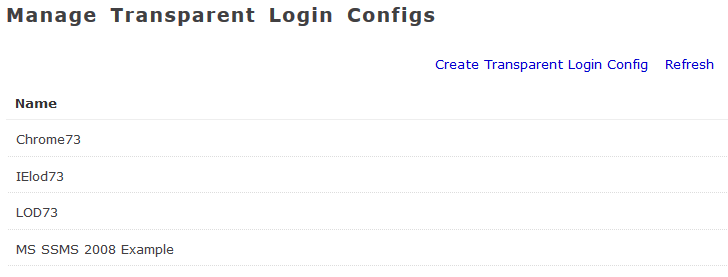 Manage Transparent Login Configs
Create Transparent Login Config Refresh
Name
Chrome73
IElod73
LOD73
MS SSMS 2008 Example